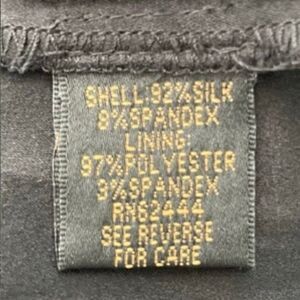 SHELL:92%SILK
8%SPANDEX
LINING:
97%POLYESTER
3%SPANDEX
RN62444
SEE REVERSE
FOR CARE